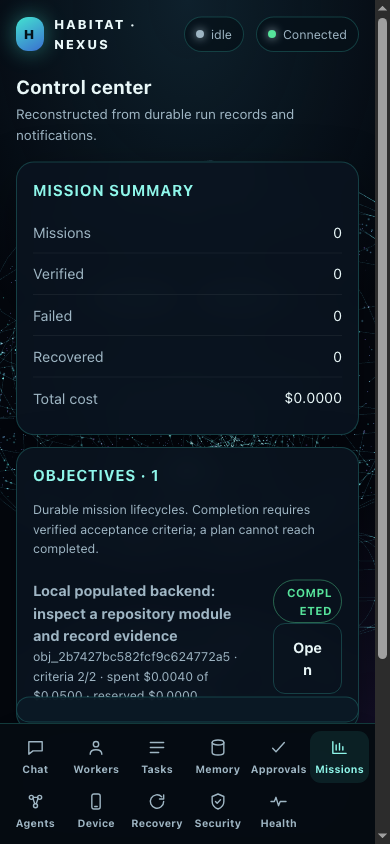 H
HABITAT ·
NEXUS
idle
Connected
Control center
Reconstructed from durable run records and
notifications.
MISSION SUMMARY
Missions 0
Verified 0
Failed 0
Recovered 0
Total cost $0.0000
OBJECTIVES · 1
Durable mission lifecycles. Completion requires
verified acceptance criteria; a plan cannot reach
completed.
Local populated backend:
inspect a repository module
and record evidence
COMPL
ETED
obj_2b7427bc582fcf9c624772a5 ·
criteria 2/2 · spent $0.0040 of
$0.0500 · reserved $0.0000
Ope
n
Chat Workers Tasks Memory Approvals Missions
Agents Device Recovery Security Health